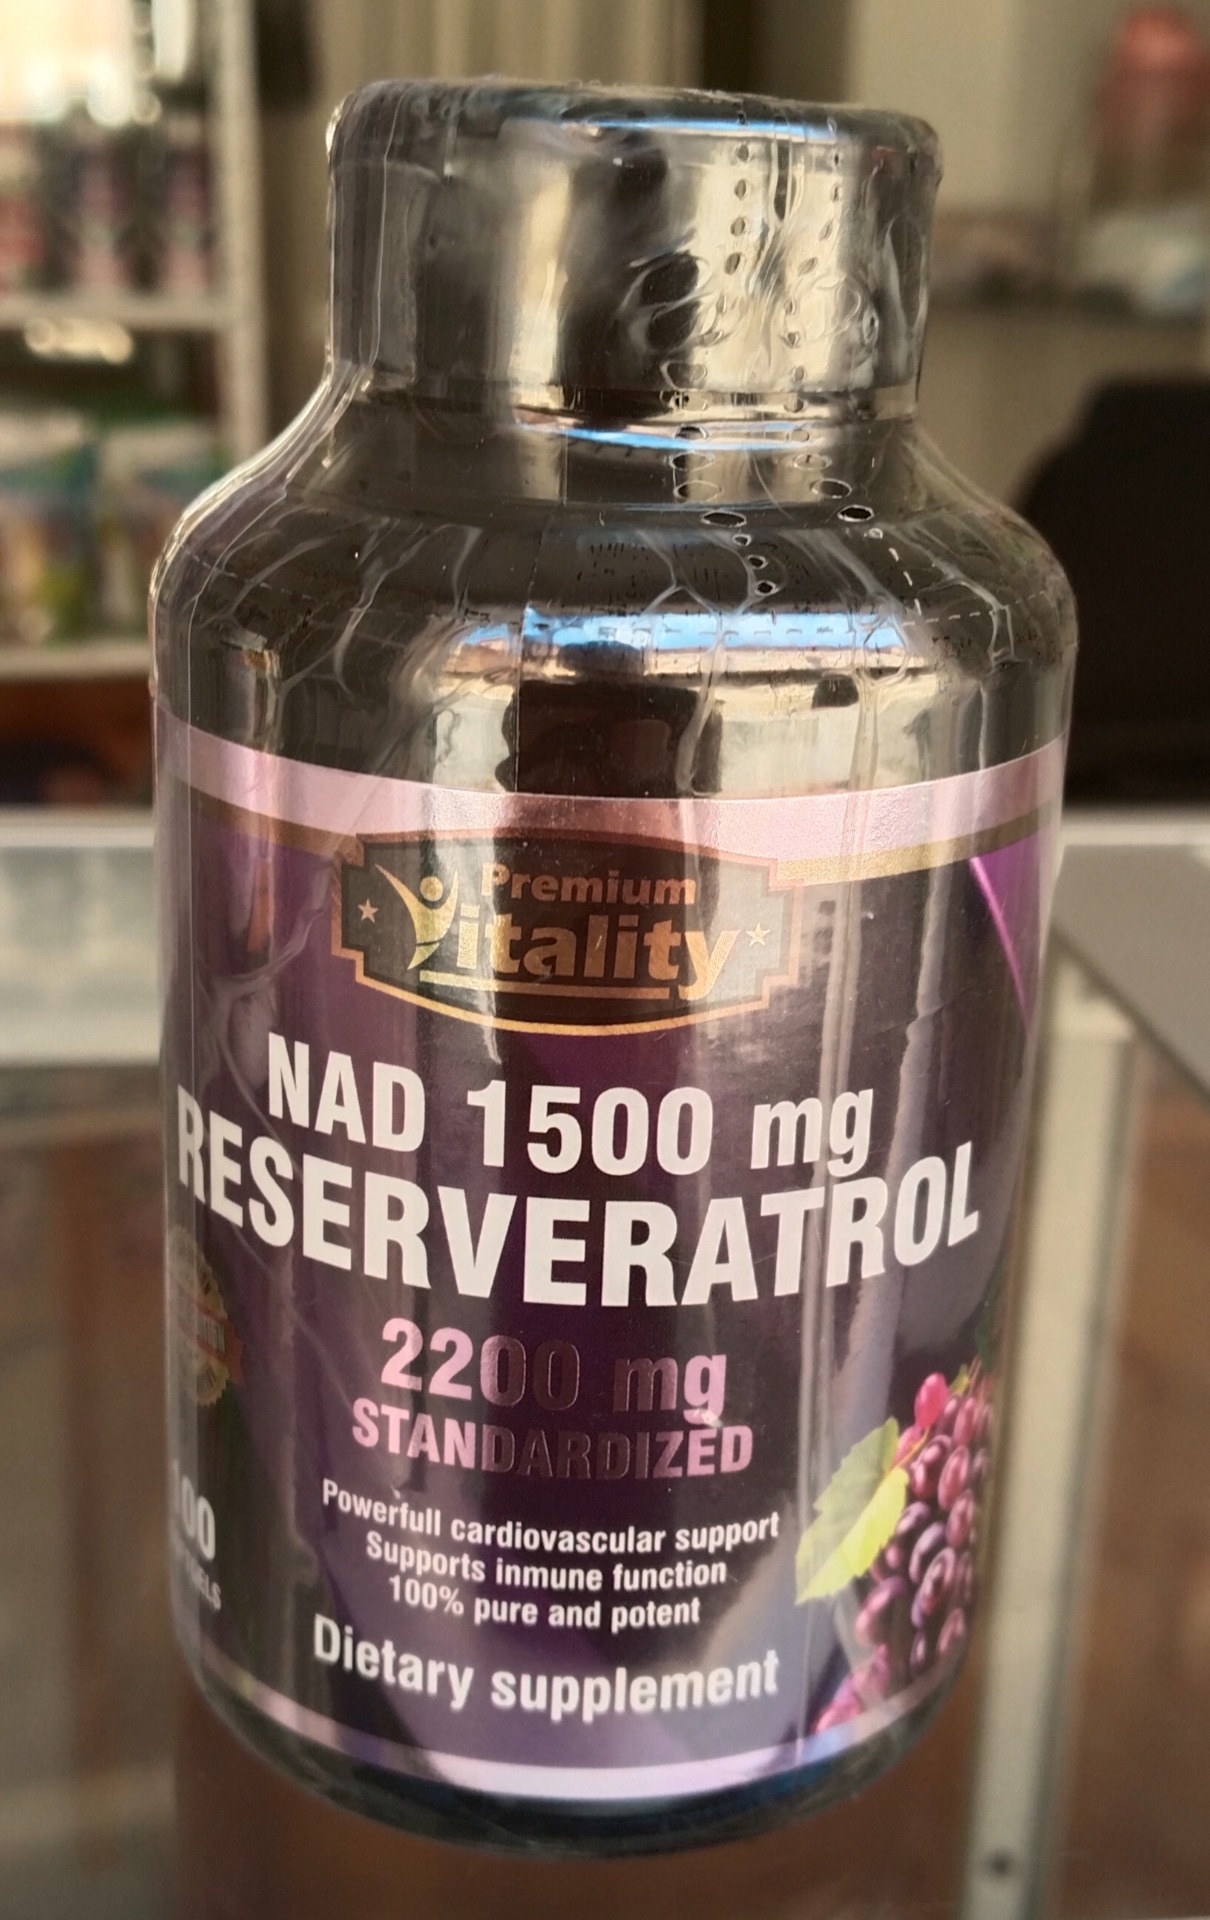 Premium
Vitality
NAD 1500 mg
RESERVERATROL
2200 mg
STANDARDIZED
Powerfull cardiovascular support
Supports inmune function
100% pure and potent
Dietary supplement